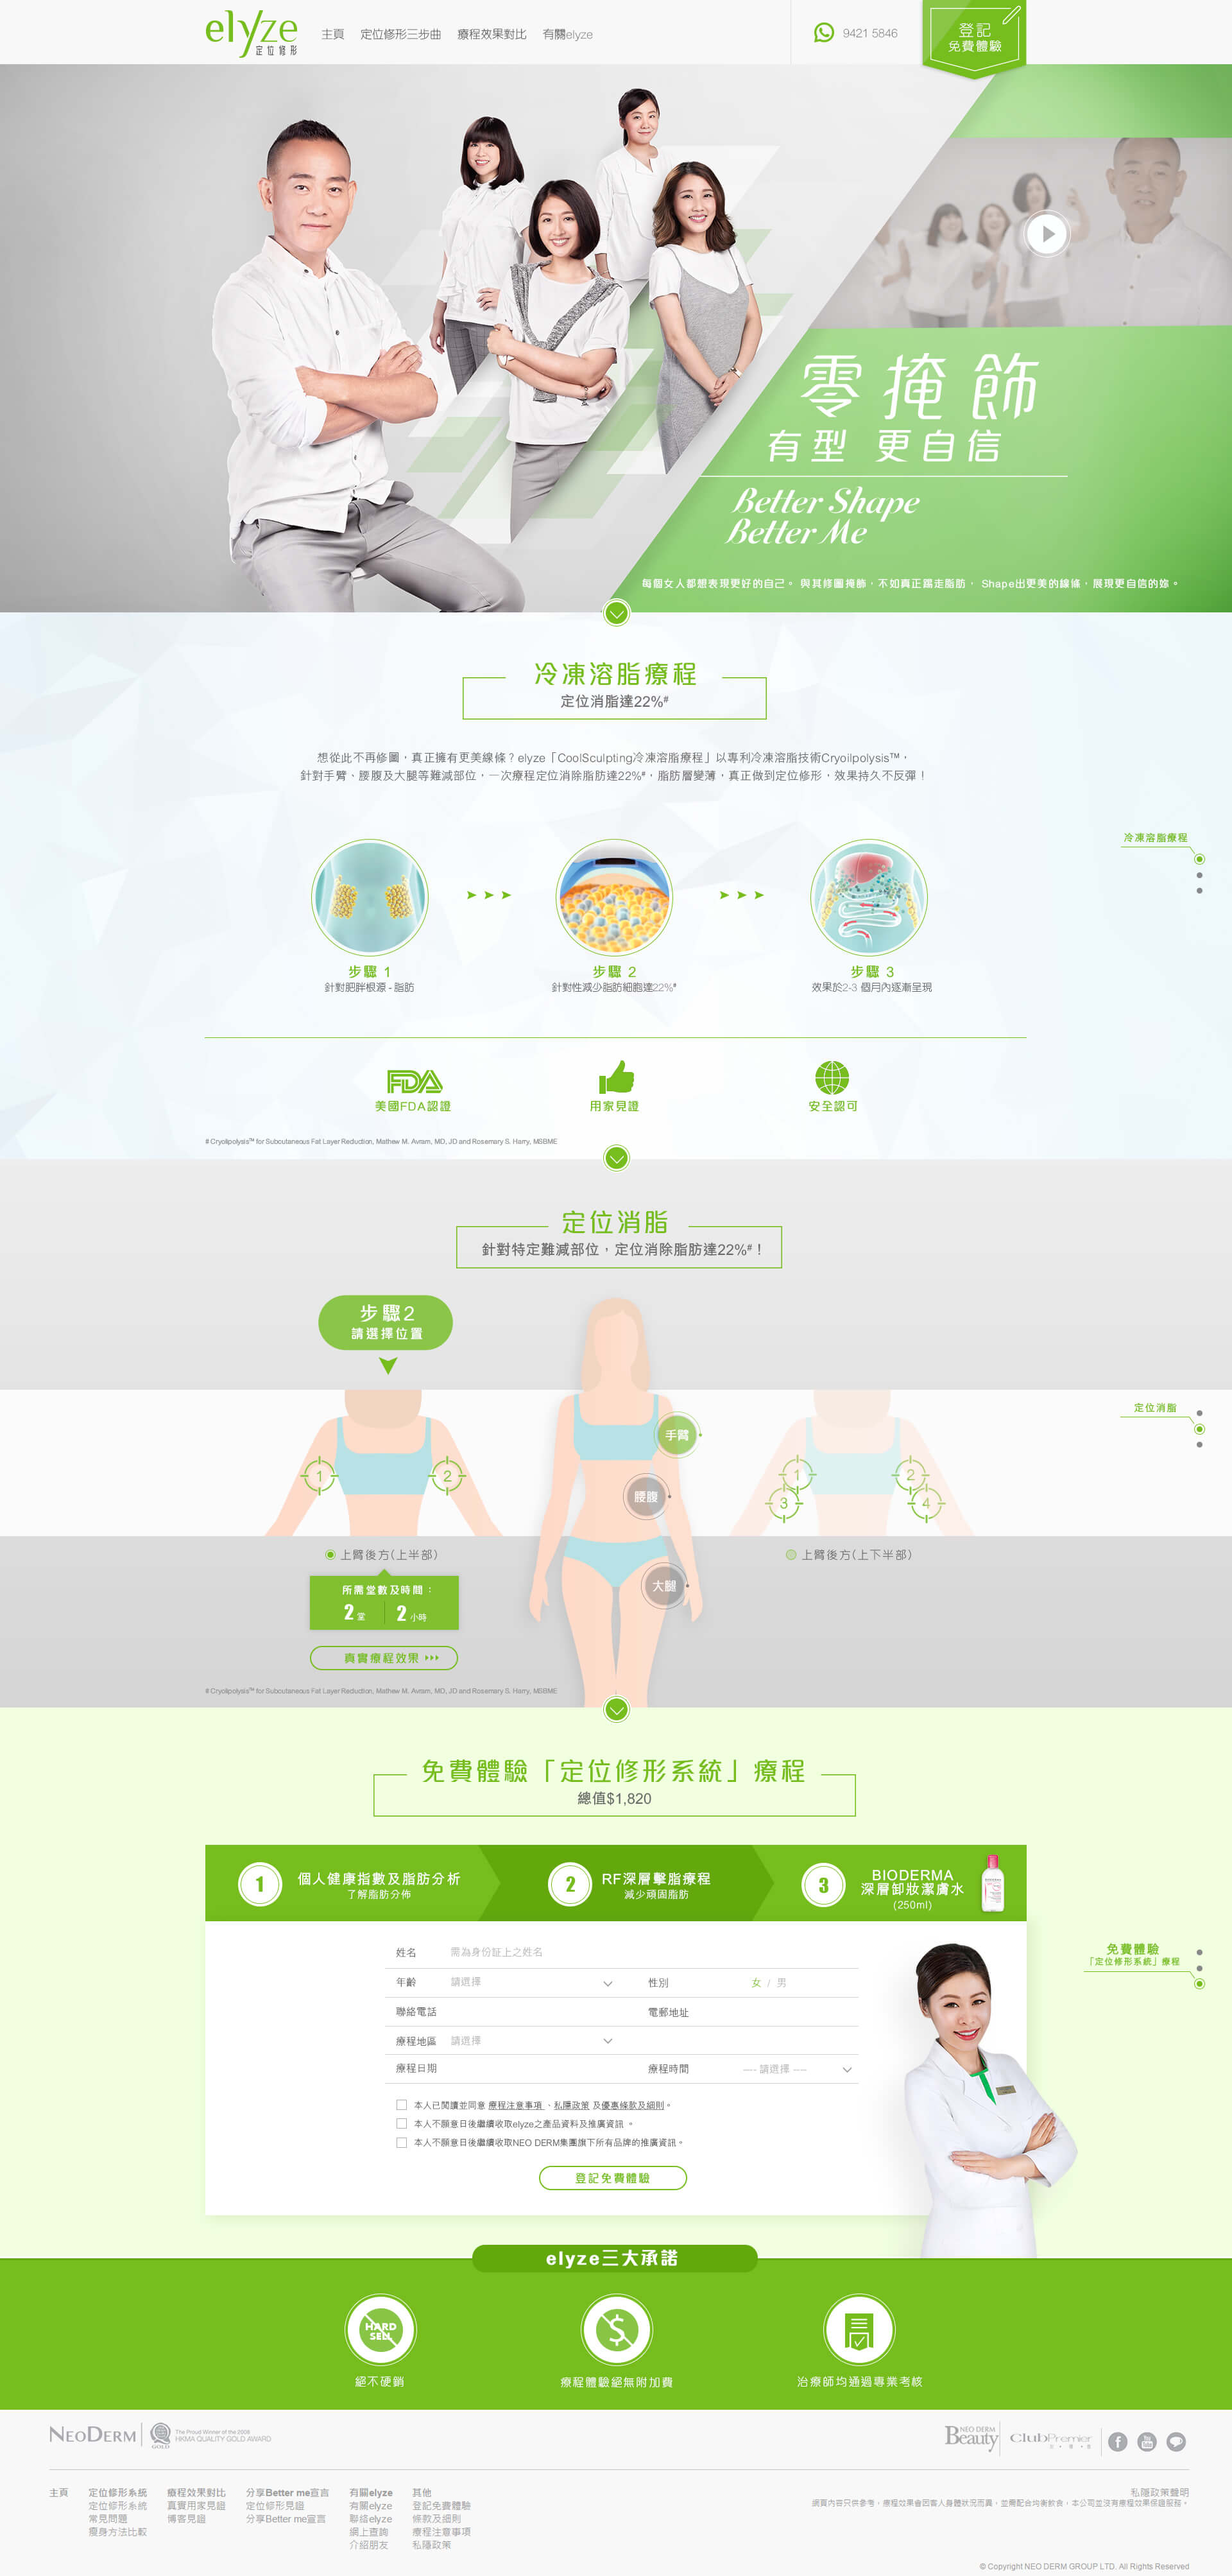 elyze
定位修形
主頁 定位修形三步曲 療程效果對比 有關elyze
9421 5846
登記
免費體驗
零掩飾
有型 更自信
Better Shape
Better Me
每個女人都想表現更好的自己。與其修圖掩飾，不如真正踢走脂肪， Shape出更美的線條，展現更自信的妳。
冷凍溶脂療程
定位消脂達22%#
想從此不再修圖，真正擁有更美線條？elyze「CoolSculpting冷凍溶脂療程」以專利冷凍溶脂技術Cryoilpolysis™，
針對手臂、腰腹及大腿等難減部位，一次療程定位消除脂肪達22%#，脂肪層變薄，真正做到定位修形，效果持久不反彈！
冷凍溶脂療程
步驟 1
針對肥胖根源 - 脂肪
步驟 2
針對性減少脂肪細胞達22%#
步驟 3
效果於2-3 個月內逐漸呈現
FDA
美國FDA認證
用家見證
安全認可
# Cryolipolysis™ for Subcutaneous Fat Layer Reduction, Mathew M. Avram, MD, JD and Rosemary S. Harry, MSBME
定位消脂
針對特定難減部位，定位消除脂肪達22%#！
步驟2
請選擇位置
定位消脂
手臂
腰腹
大腿
1 2
1 2
3 4
上臂後方(上半部)
上臂後方(上下半部)
所需堂數及時間：
2 堂 2 小時
真實療程效果
# Cryolipolysis™ for Subcutaneous Fat Layer Reduction, Mathew M. Avram, MD, JD and Rosemary S. Harry, MSBME
免費體驗「定位修形系統」療程
總值$1,820
1 個人健康指數及脂肪分析
了解脂肪分佈
2 RF深層擊脂療程
減少頑固脂肪
3 BIODERMA
深層卸妝潔膚水
(250ml)
免費體驗
「定位修形系統」療程
姓名 需為身份証上之姓名
年齡 請選擇 性別 女 / 男
聯絡電話 電郵地址
療程地區 請選擇
療程日期 療程時間 --- 請選擇 ---
本人已閱讀並同意 療程注意事項 、私隱政策 及優惠條款及細則。
本人不願意日後繼續收取elyze之產品資料及推廣資訊 。
本人不願意日後繼續收取NEO DERM集團旗下所有品牌的推廣資訊。
登記免費體驗
elyze三大承諾
HARD
SELL
絕不硬銷
療程體驗絕無附加費
治療師均通過專業考核
NEODERM
GOLD
The Proud Winner of the 2008
HKMA QUALITY GOLD AWARD
NEO DERM
Beauty
ClubPremier
You Tube
主頁 定位修形系統 療程效果對比 分享Better me宣言 有關elyze 其他
定位修形系統 真實用家見證 定位修形見證 有關elyze 登記免費體驗
常見問題 博客見證 分享Better me宣言 聯絡elyze 條款及細則
瘦身方法比較 網上查詢 療程注意事項
介紹朋友 私隱政策
私隱政策聲明
網頁內容只供參考，療程效果會因客人身體狀況而異，並需配合均衡飲食，本公司並沒有療程效果保證服務。
© Copyright NEO DERM GROUP LTD. All Rights Reserved